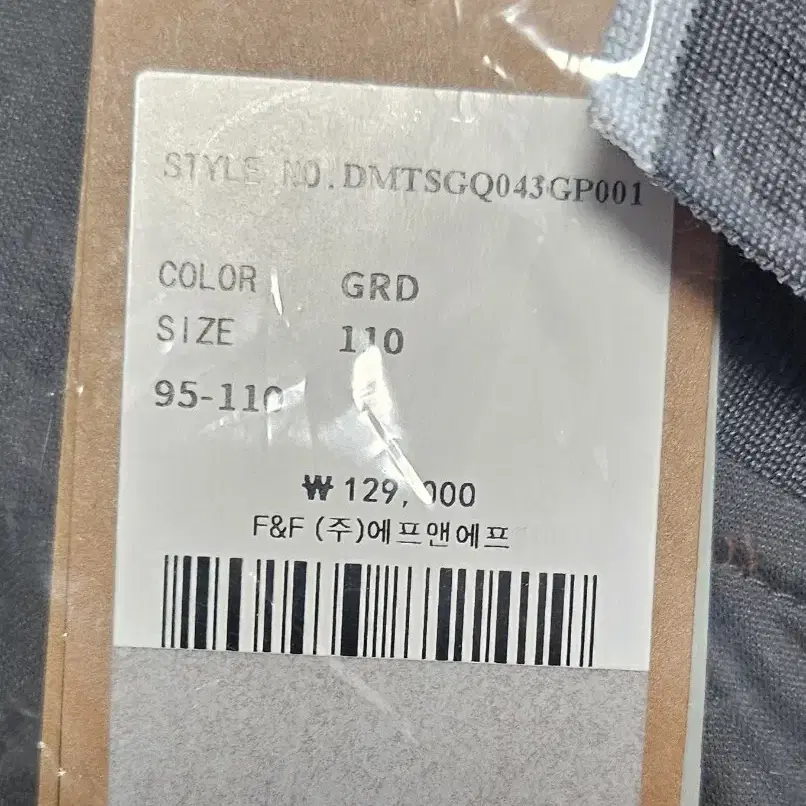 STYLE NO. DMTSGQ043GP001
COLOR GRD
SIZE 110
95-110
₩ 129,000
F&F (주)에프앤에프